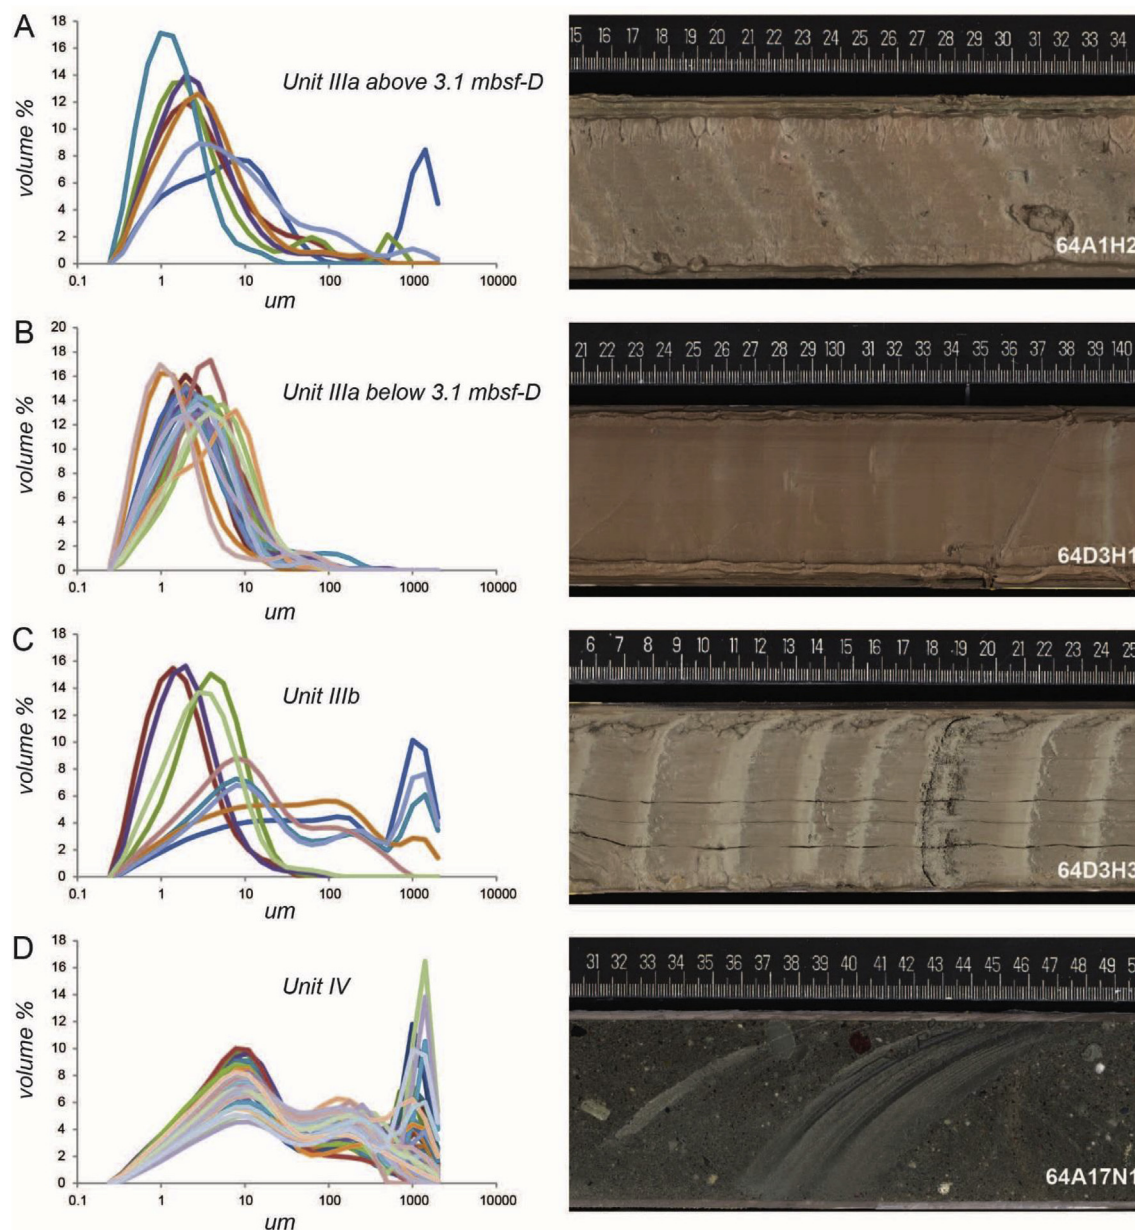 A
18
16
14
12
10
8
6
4
2
0
volume %
0.1 1 10 100 1000 10000
um
Unit IIIa above 3.1 mbsf-D
15 16 17 18 19 20 21 22 23 24 25 26 27 28 29 30 31 32 33 34
64A1H2
B
20
18
16
14
12
10
8
6
4
2
0
volume %
0.1 1 10 100 1000 10000
um
Unit IIIa below 3.1 mbsf-D
21 22 23 24 25 26 27 28 29 130 31 32 33 34 35 36 37 38 39 140
64D3H1
C
18
16
14
12
10
8
6
4
2
0
volume %
0.1 1 10 100 1000 10000
um
Unit IIIb
6 7 8 9 10 11 12 13 14 15 16 17 18 19 20 21 22 23 24 25
64D3H3
D
18
16
14
12
10
8
6
4
2
0
volume %
0.1 1 10 100 1000 10000
um
Unit IV
31 32 33 34 35 36 37 38 39 40 41 42 43 44 45 46 47 48 49 5
64A17N1